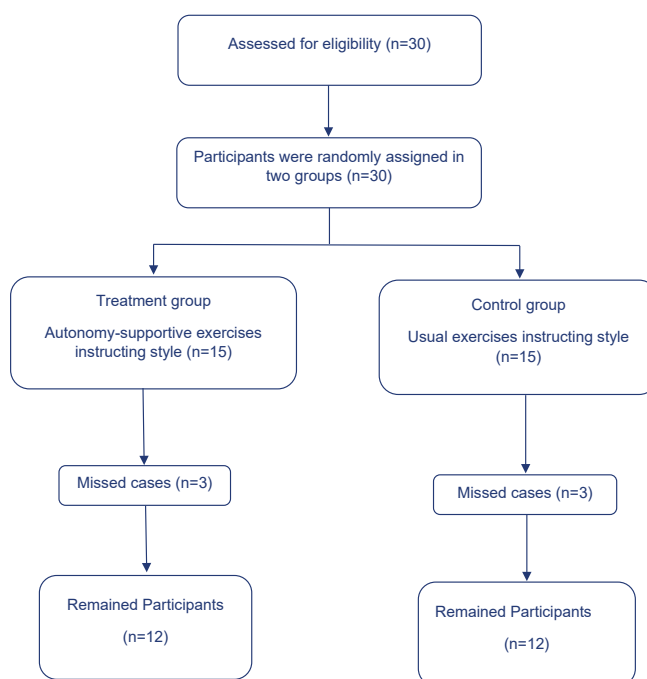 Assessed for eligibility (n=30)
Participants were randomly assigned in
two groups (n=30)
Treatment group
Autonomy-supportive exercises
instructing style (n=15)
Control group
Usual exercises instructing style
(n=15)
Missed cases (n=3)
Missed cases (n=3)
Remained Participants
(n=12)
Remained Participants
(n=12)